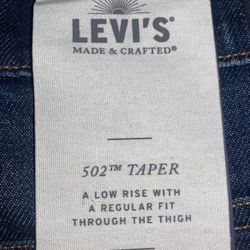 LEVI'S
MADE & CRAFTED®
502™ TAPER
A LOW RISE WITH
A REGULAR FIT
THROUGH THE THIGH